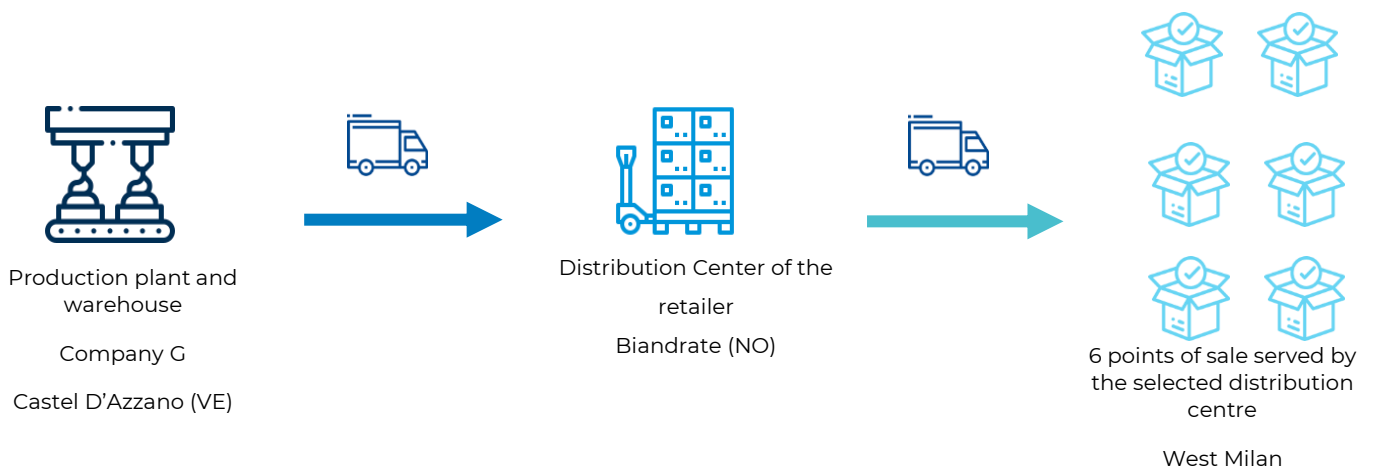 Production plant and
warehouse
Company G
Castel D’Azzano (VE)
Distribution Center of the
retailer
Biandrate (NO)
6 points of sale served by
the selected distribution
centre
West Milan